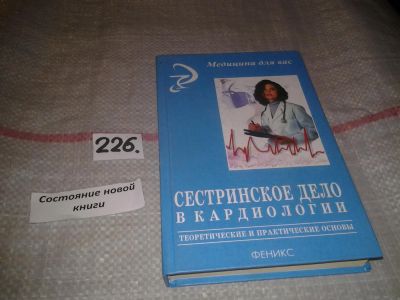 Медицина для вас
226.
Состояние новой
книги
СЕСТРИНСКОЕ ДЕЛО
В КАРДИОЛОГИИ
ТЕОРЕТИЧЕСКИЕ И ПРАКТИЧЕСКИЕ ОСНОВЫ
ФЕНИКС